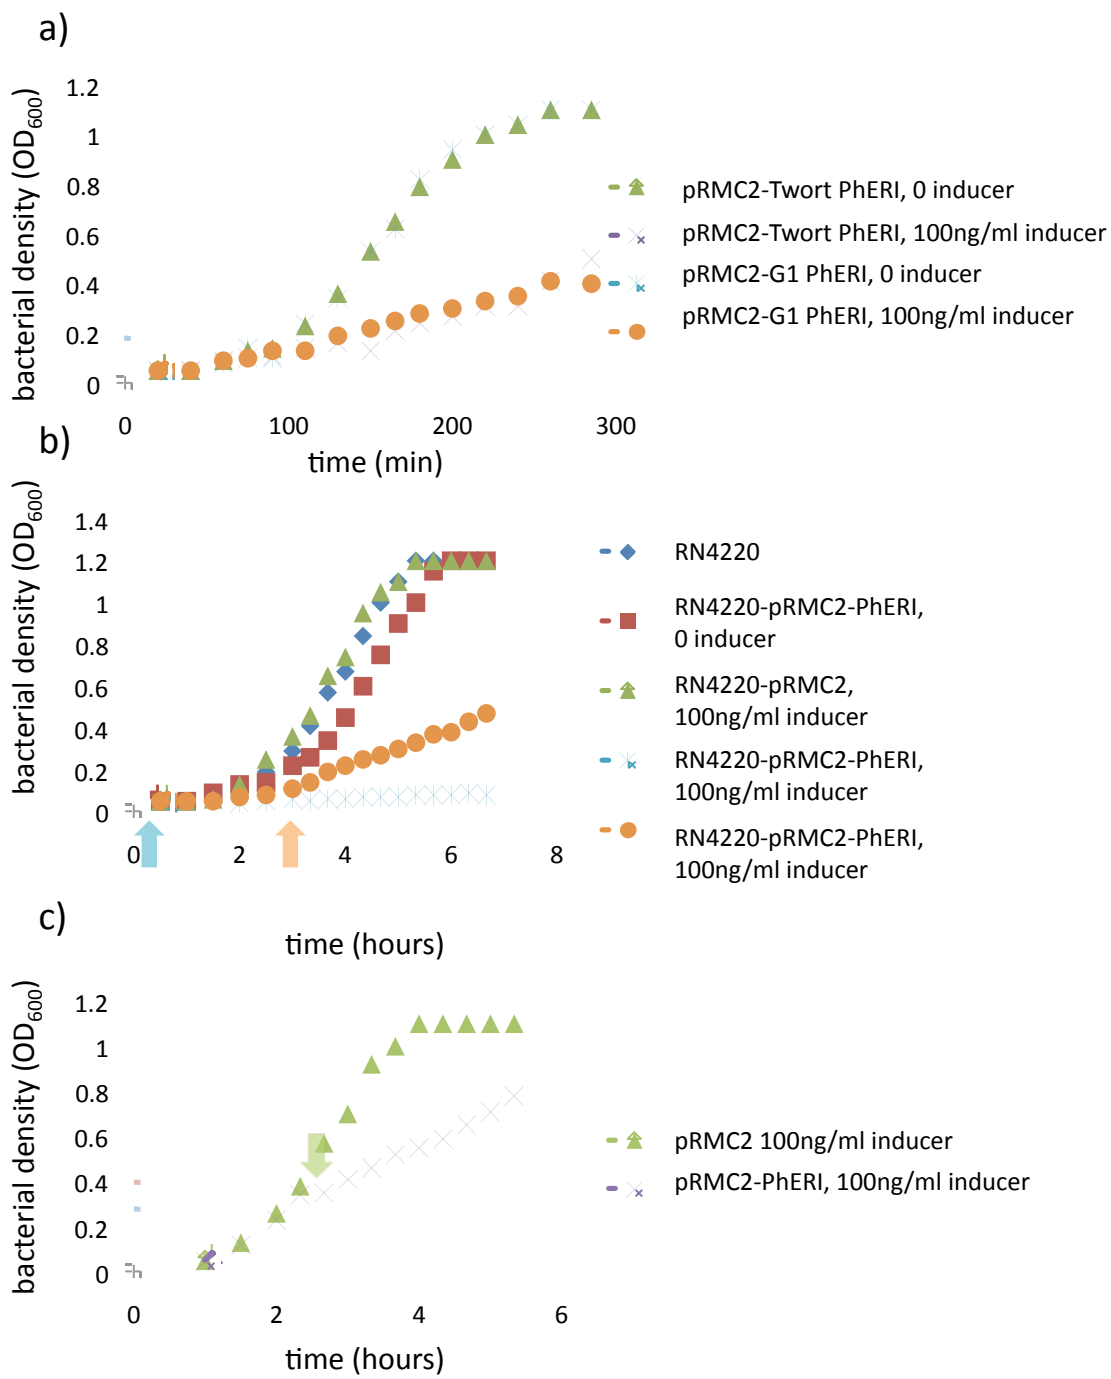 a)
bacterial density (OD600)
1.2
1
0.8
0.6
0.4
0.2
0
0 100 200 300
time (min)
pRMC2-Twort PhERI, 0 inducer
pRMC2-Twort PhERI, 100ng/ml inducer
pRMC2-G1 PhERI, 0 inducer
pRMC2-G1 PhERI, 100ng/ml inducer
b)
bacterial density (OD600)
1.4
1.2
1
0.8
0.6
0.4
0.2
0
0 2 4 6 8
time (hours)
RN4220
RN4220-pRMC2-PhERI,
0 inducer
RN4220-pRMC2,
100ng/ml inducer
RN4220-pRMC2-PhERI,
100ng/ml inducer
RN4220-pRMC2-PhERI,
100ng/ml inducer
c)
bacterial density (OD600)
1.2
1
0.8
0.6
0.4
0.2
0
0 2 4 6
time (hours)
pRMC2 100ng/ml inducer
pRMC2-PhERI, 100ng/ml inducer